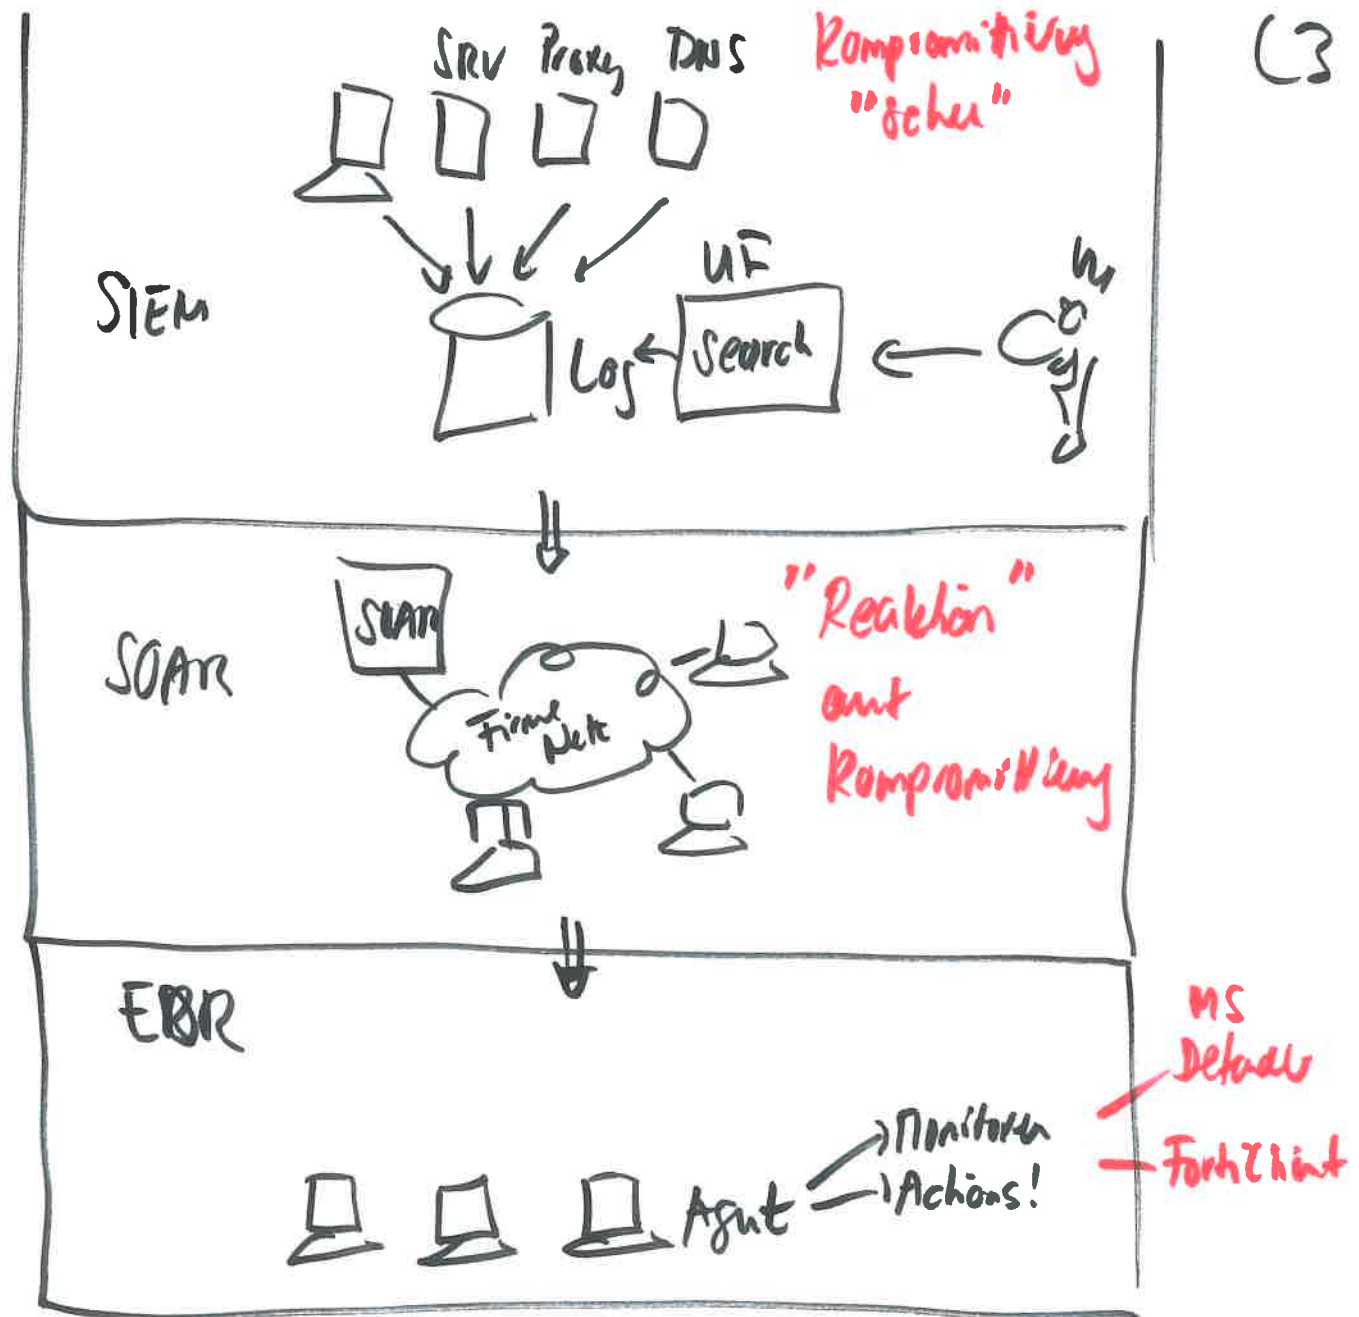 SRV Proxy DNS
Kompromittierung
"sehen"
C3
SIEM
UF
Search
Log
SOAR
SOAR
Firma
Netz
"Reaktion"
auf
Kompromittierung
EDR
Agent
Monitoren
Actions!
MS
Defender
FortiClient